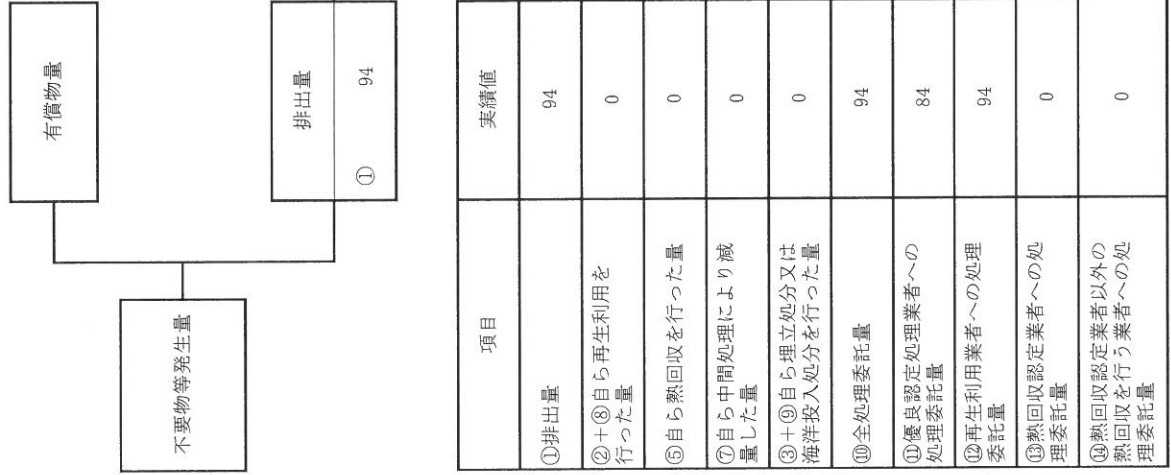 不要物等発生量
有償物量
排出量
① 94
項目 実績値
①排出量 94
②+⑧自ら再生利用を
行った量 0
⑤自ら熱回収を行った量 0
⑦自ら中間処理により減
量した量 0
③+⑨自ら埋立処分又は
海洋投入処分を行った量 0
⑩全処理委託量 94
⑪優良認定処理業者への
処理委託量 84
⑫再生利用業者への処理
委託量 94
⑬熱回収認定業者への処
理委託量 0
⑭熱回収認定業者以外の
熱回収を行う業者への処
理委託量 0